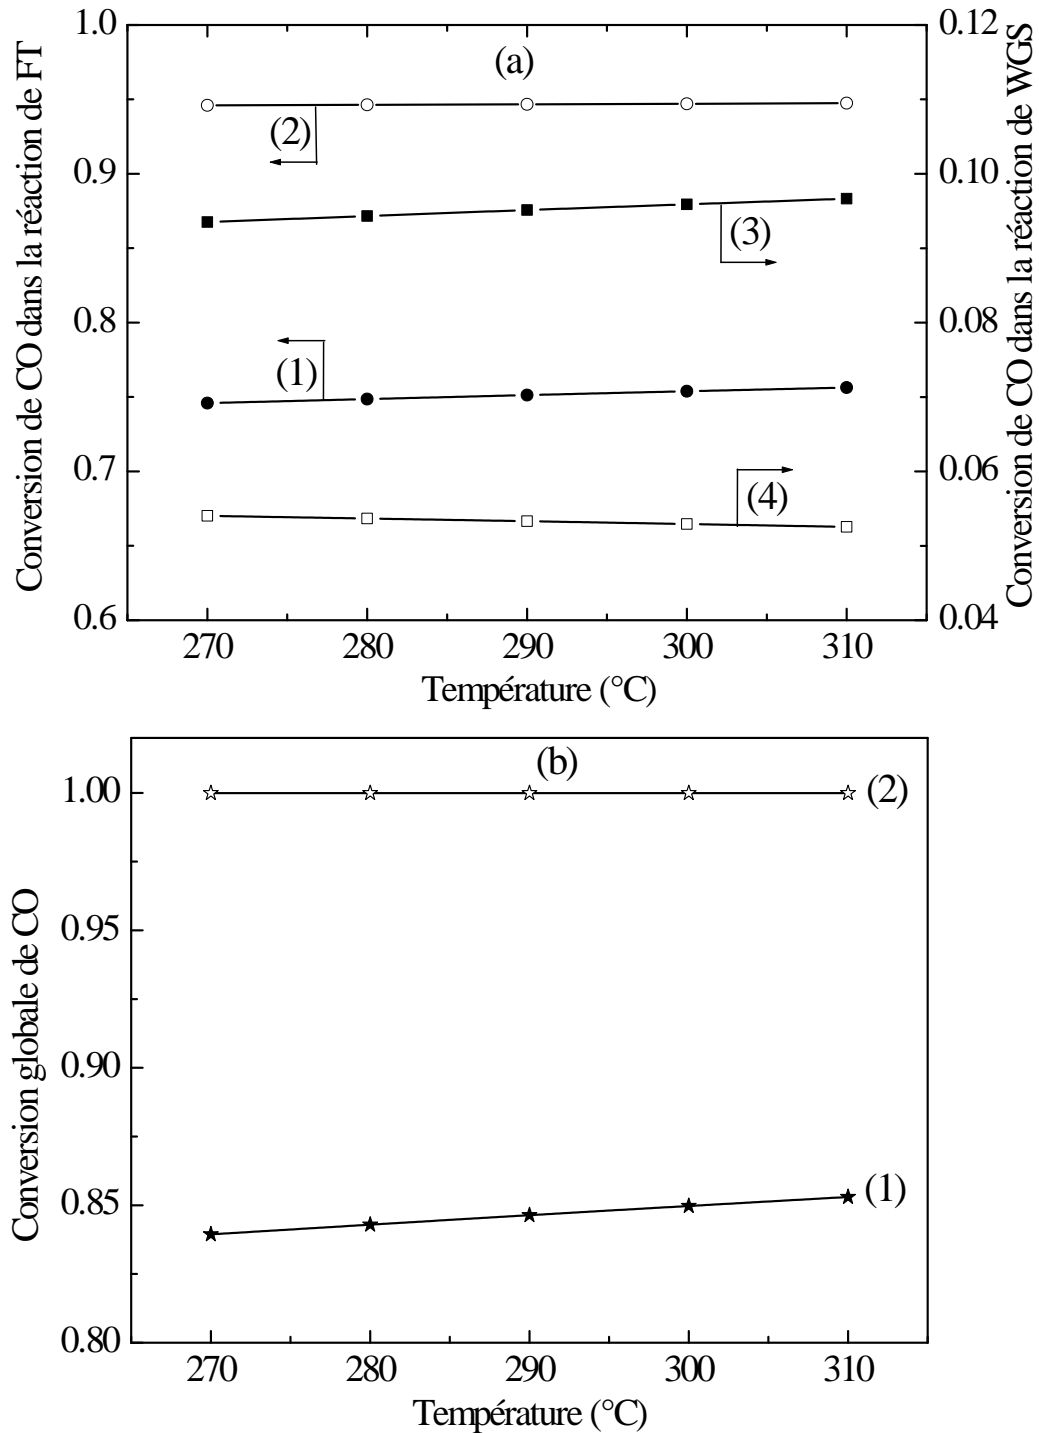 Conversion de CO dans la réaction de FT
1.0
0.9
0.8
0.7
0.6
(a)
(2)
(3)
(1)
(4)
0.12
0.10
0.08
0.06
0.04
Conversion de CO dans la réaction de WGS
270 280 290 300 310
Température (°C)
Conversion globale de CO
1.00
0.95
0.90
0.85
0.80
(b)
(2)
(1)
270 280 290 300 310
Température (°C)